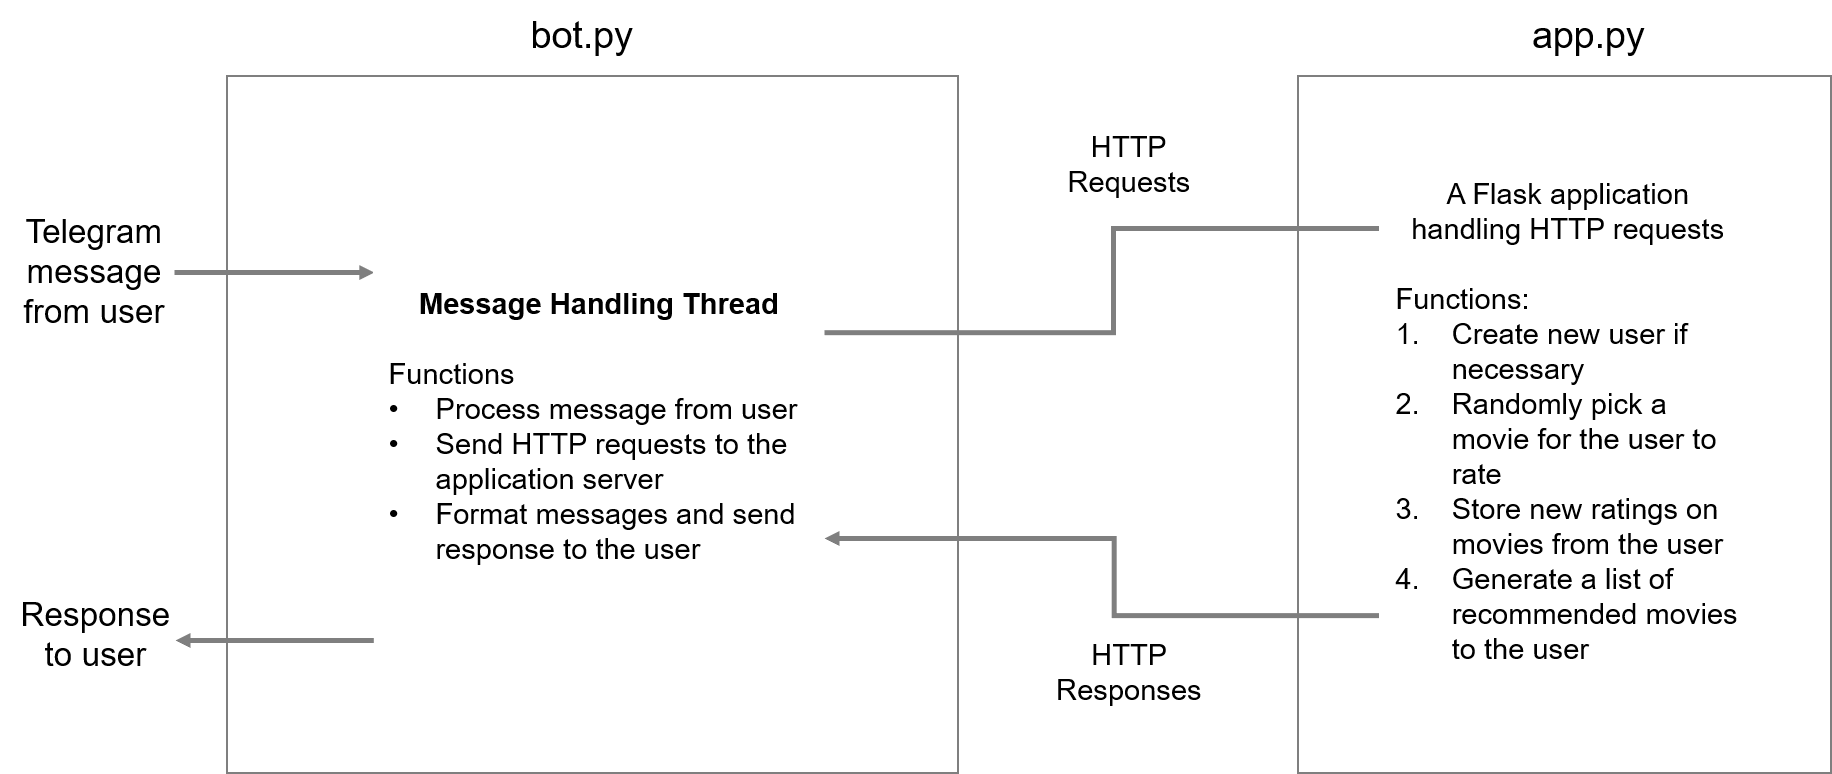 bot.py
app.py
Telegram
message
from user
Response
to user
Message Handling Thread
Functions
• Process message from user
• Send HTTP requests to the
application server
• Format messages and send
response to the user
HTTP
Requests
HTTP
Responses
A Flask application
handling HTTP requests
Functions:
1. Create new user if
necessary
2. Randomly pick a
movie for the user to
rate
3. Store new ratings on
movies from the user
4. Generate a list of
recommended movies
to the user